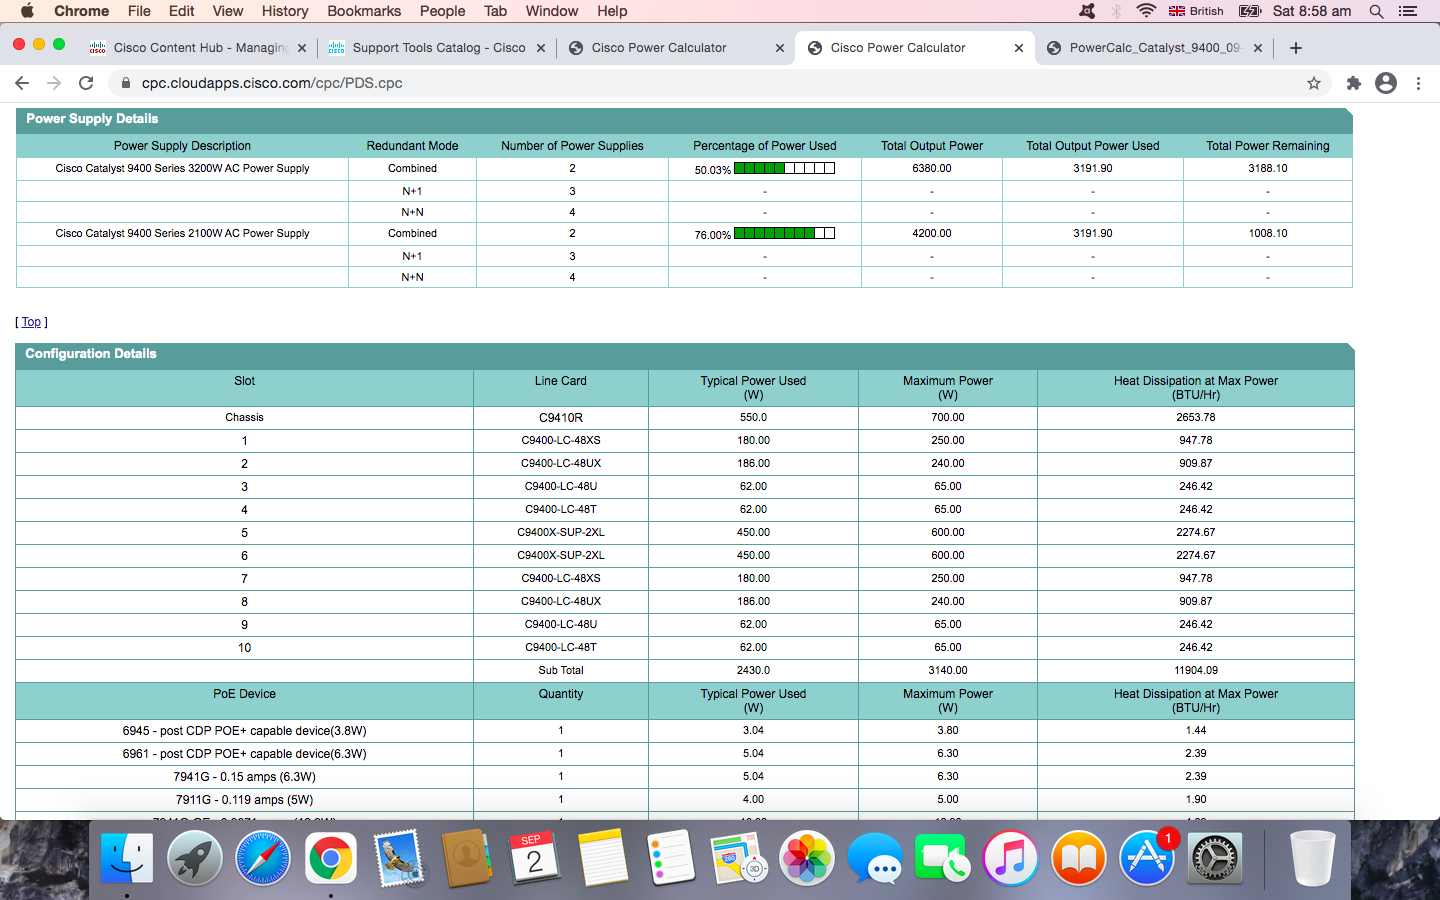 Chrome File Edit View History Bookmarks People Tab Window Help British Sat 8:58 am
Cisco Content Hub - Managing Support Tools Catalog - Cisco Cisco Power Calculator Cisco Power Calculator PowerCalc_Catalyst_9400_09-
cpc.cloudapps.cisco.com/cpc/PDS.cpc
Power Supply Details
Power Supply Description Redundant Mode Number of Power Supplies Percentage of Power Used Total Output Power Total Output Power Used Total Power Remaining
Cisco Catalyst 9400 Series 3200W AC Power Supply Combined 2 50.03% 6380.00 3191.90 3188.10
N+1 3 - - - -
N+N 4 - - - -
Cisco Catalyst 9400 Series 2100W AC Power Supply Combined 2 76.00% 4200.00 3191.90 1008.10
N+1 3 - - - -
N+N 4 - - - -
[ Top ]
Configuration Details
Slot Line Card Typical Power Used Maximum Power Heat Dissipation at Max Power
(W) (W) (BTU/Hr)
Chassis C9410R 550.0 700.00 2653.78
1 C9400-LC-48XS 180.00 250.00 947.78
2 C9400-LC-48UX 186.00 240.00 909.87
3 C9400-LC-48U 62.00 65.00 246.42
4 C9400-LC-48T 62.00 65.00 246.42
5 C9400X-SUP-2XL 450.00 600.00 2274.67
6 C9400X-SUP-2XL 450.00 600.00 2274.67
7 C9400-LC-48XS 180.00 250.00 947.78
8 C9400-LC-48UX 186.00 240.00 909.87
9 C9400-LC-48U 62.00 65.00 246.42
10 C9400-LC-48T 62.00 65.00 246.42
Sub Total 2430.0 3140.00 11904.09
PoE Device Quantity Typical Power Used Maximum Power Heat Dissipation at Max Power
(W) (W) (BTU/Hr)
6945 - post CDP POE+ capable device(3.8W) 1 3.04 3.80 1.44
6961 - post CDP POE+ capable device(6.3W) 1 5.04 6.30 2.39
7941G - 0.15 amps (6.3W) 1 5.04 6.30 2.39
7911G - 0.119 amps (5W) 1 4.00 5.00 1.90
SEP
2
280
3D
1